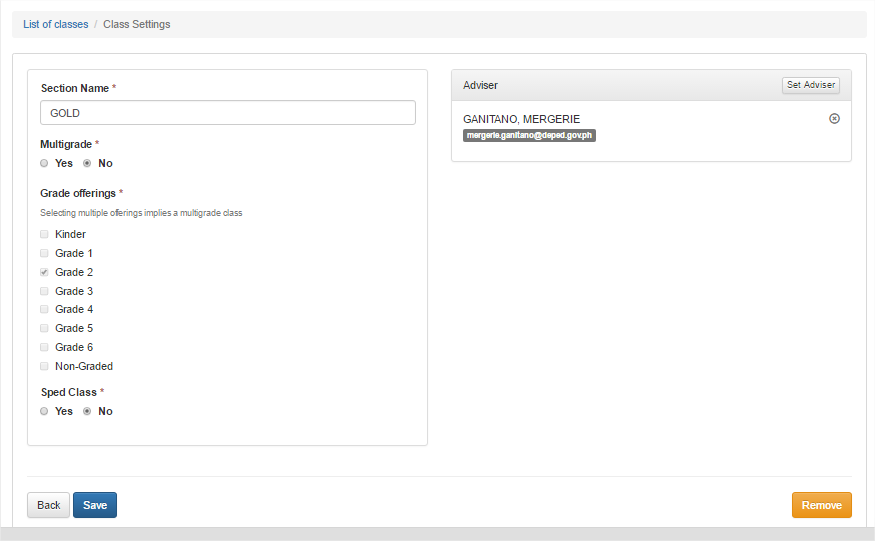 List of classes / Class Settings
Section Name *
GOLD
Multigrade *
Yes No
Grade offerings *
Selecting multiple offerings implies a multigrade class
Kinder
Grade 1
Grade 2
Grade 3
Grade 4
Grade 5
Grade 6
Non-Graded
Sped Class *
Yes No
Adviser Set Adviser
GANITANO, MERGERIE
mergerie.ganitano@deped.gov.ph
Back Save Remove